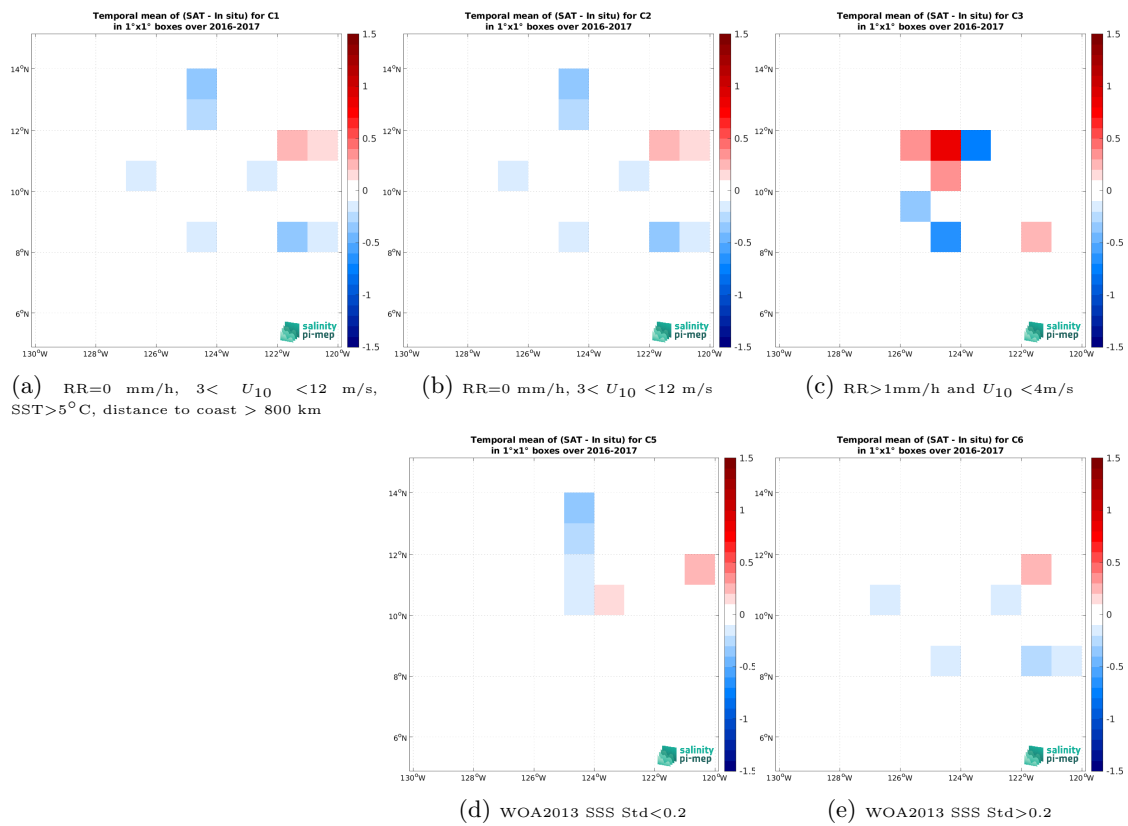 Temporal mean of (SAT - In situ) for C1
in 1°x1° boxes over 2016-2017
14°N
12°N
10°N
8°N
6°N
130°W 128°W 126°W 124°W 122°W 120°W
1.5
1
0.5
0
-0.5
-1
-1.5
salinity
pi-mep
(a) RR=0 mm/h, 3< U10 <12 m/s,
SST>5°C, distance to coast > 800 km
Temporal mean of (SAT - In situ) for C2
in 1°x1° boxes over 2016-2017
14°N
12°N
10°N
8°N
6°N
130°W 128°W 126°W 124°W 122°W 120°W
1.5
1
0.5
0
-0.5
-1
-1.5
salinity
pi-mep
(b) RR=0 mm/h, 3< U10 <12 m/s
Temporal mean of (SAT - In situ) for C3
in 1°x1° boxes over 2016-2017
14°N
12°N
10°N
8°N
6°N
130°W 128°W 126°W 124°W 122°W 120°W
1.5
1
0.5
0
-0.5
-1
-1.5
salinity
pi-mep
(c) RR>1mm/h and U10 <4m/s
Temporal mean of (SAT - In situ) for C5
in 1°x1° boxes over 2016-2017
14°N
12°N
10°N
8°N
6°N
130°W 128°W 126°W 124°W 122°W 120°W
1.5
1
0.5
0
-0.5
-1
-1.5
salinity
pi-mep
(d) WOA2013 SSS Std<0.2
Temporal mean of (SAT - In situ) for C6
in 1°x1° boxes over 2016-2017
14°N
12°N
10°N
8°N
6°N
130°W 128°W 126°W 124°W 122°W 120°W
1.5
1
0.5
0
-0.5
-1
-1.5
salinity
pi-mep
(e) WOA2013 SSS Std>0.2